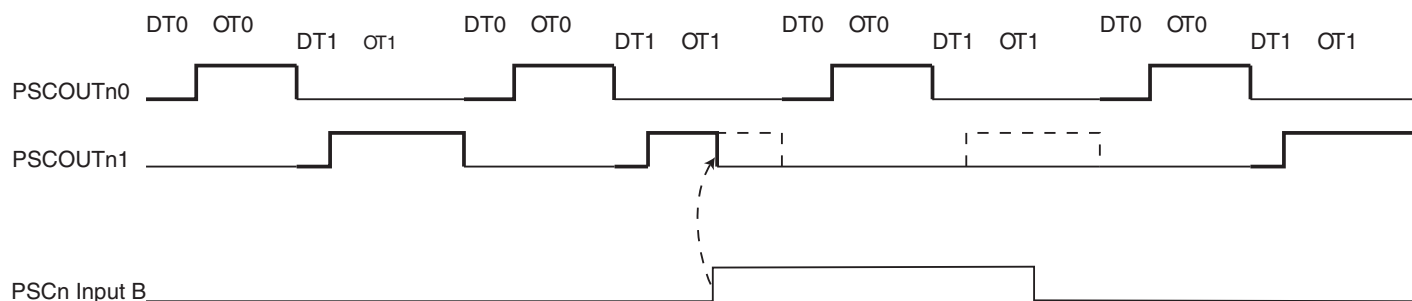 DT0 OT0 DT1 OT1 DT0 OT0 DT1 OT1 DT0 OT0 DT1 OT1 DT0 OT0 DT1 OT1
PSCOUTn0
PSCOUTn1
PSCn Input B